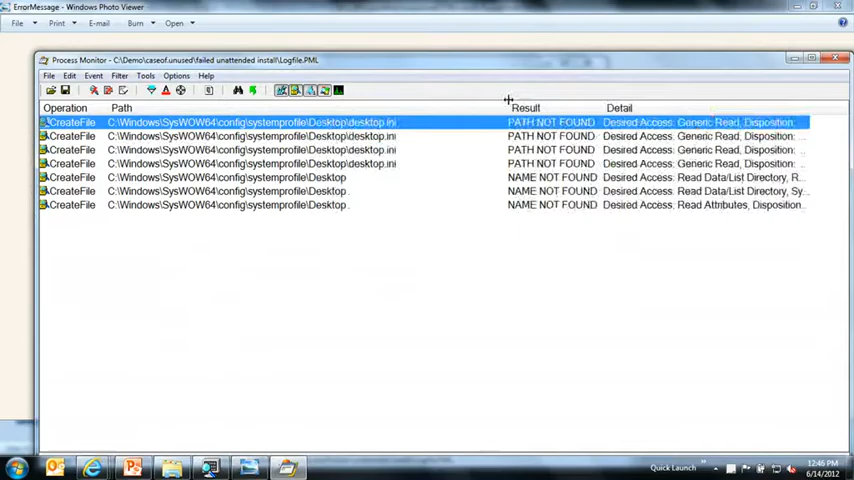 ErrorMessage - Windows Photo Viewer
File Print E-mail Burn Open
Process Monitor - C:\Demo\caseof.unused\failed unattended install\Logfile.PML
File Edit Event Filter Tools Options Help
Operation Path Result Detail
CreateFile C:\Windows\SysWOW64\config\systemprofile\Desktop\desktop.ini PATH NOT FOUND Desired Access: Generic Read, Disposition: ...
CreateFile C:\Windows\SysWOW64\config\systemprofile\Desktop\desktop.ini PATH NOT FOUND Desired Access: Generic Read, Disposition: ...
CreateFile C:\Windows\SysWOW64\config\systemprofile\Desktop\desktop.ini PATH NOT FOUND Desired Access: Generic Read, Disposition: ...
CreateFile C:\Windows\SysWOW64\config\systemprofile\Desktop\desktop.ini PATH NOT FOUND Desired Access: Generic Read, Disposition: ...
CreateFile C:\Windows\SysWOW64\config\systemprofile\Desktop NAME NOT FOUND Desired Access: Read Data/List Directory, R...
CreateFile C:\Windows\SysWOW64\config\systemprofile\Desktop NAME NOT FOUND Desired Access: Read Data/List Directory, Sy...
CreateFile C:\Windows\SysWOW64\config\systemprofile\Desktop NAME NOT FOUND Desired Access: Read Attributes, Disposition...
Quick Launch
12:46 PM
6/14/2012